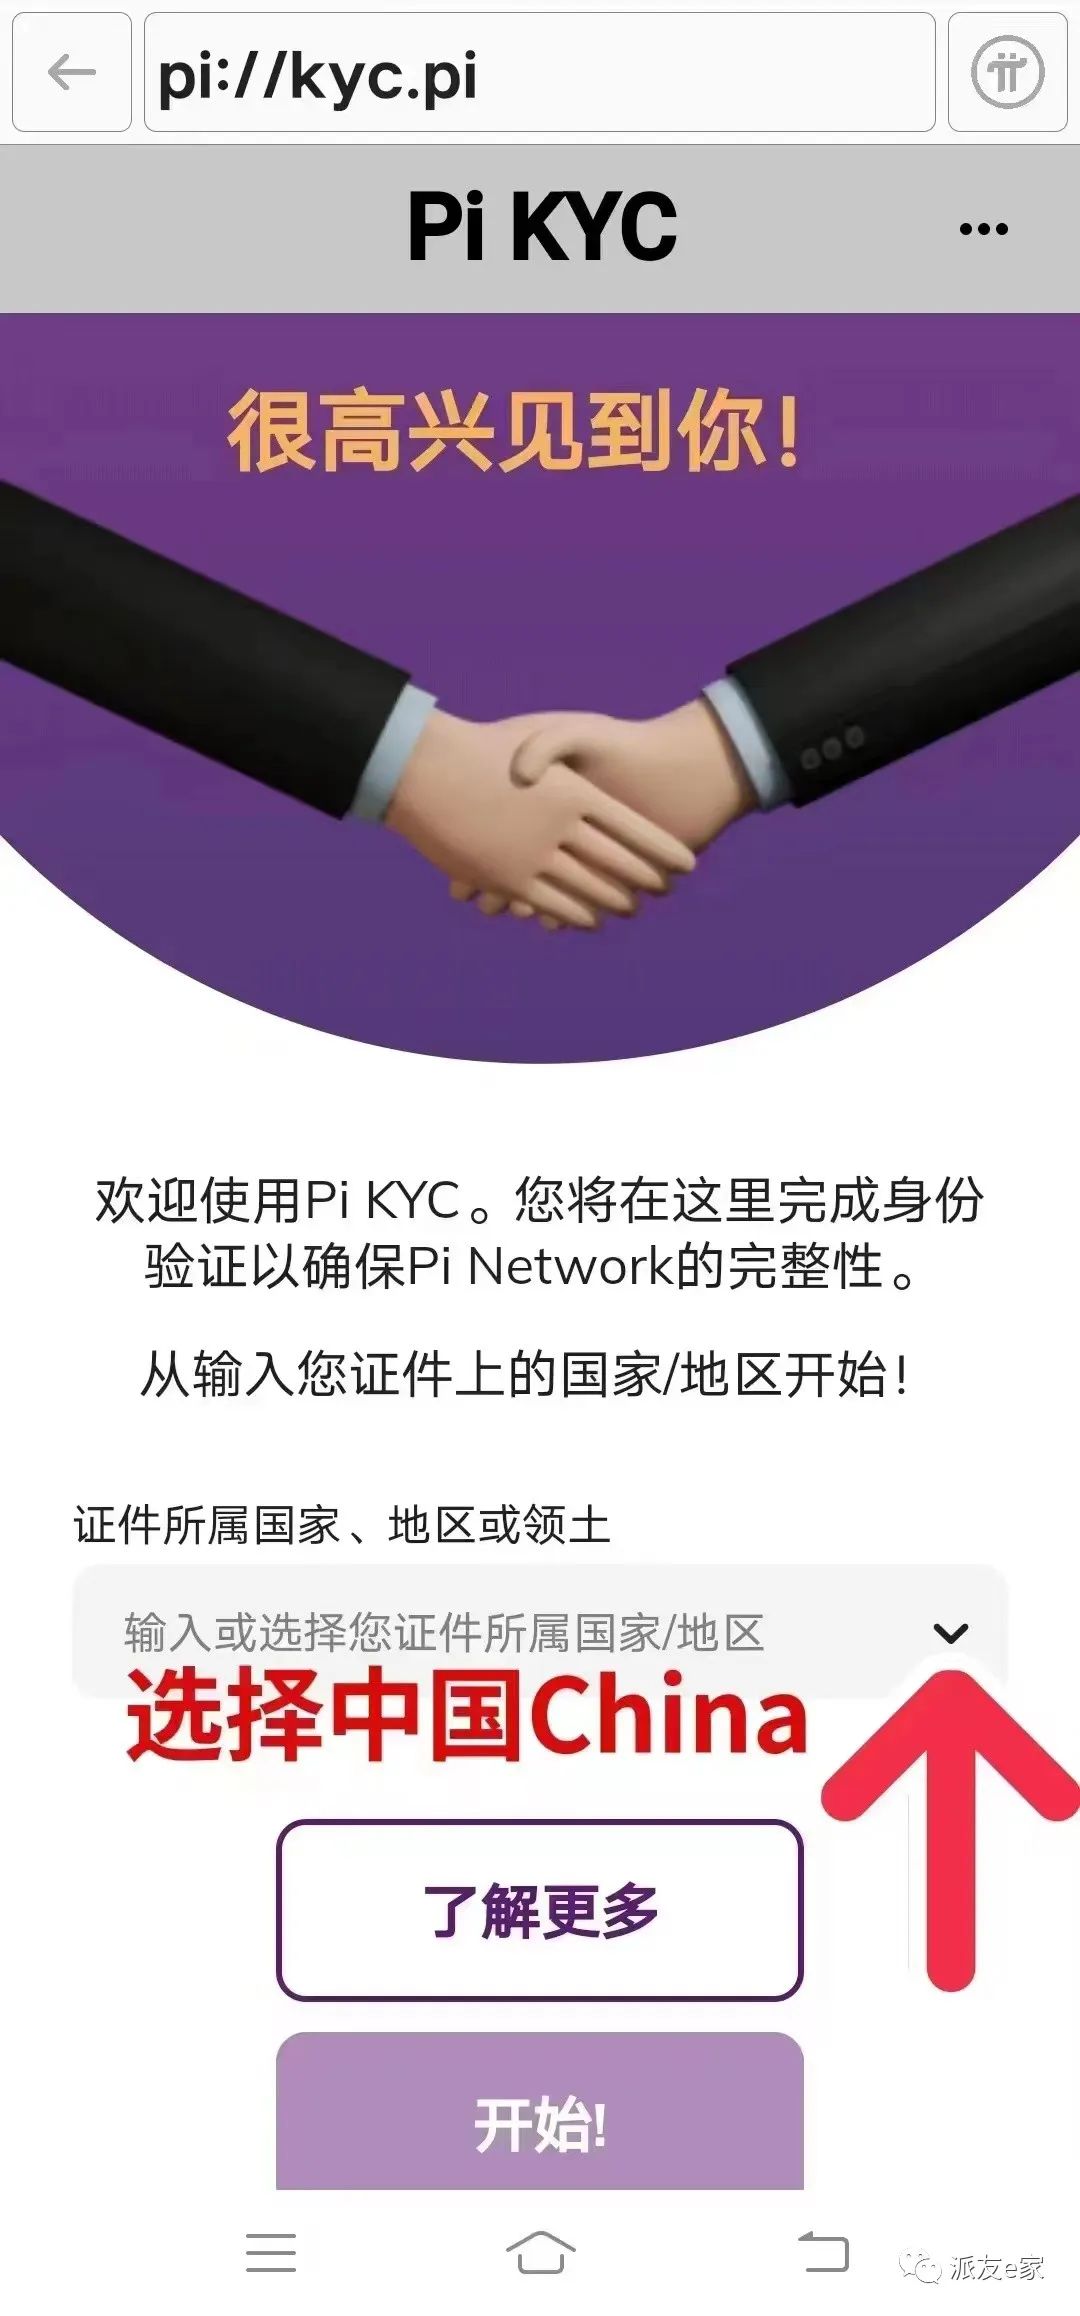 pi://kyc.pi
Pi KYC
很高兴见到你！
欢迎使用Pi KYC。您将在这里完成身份
验证以确保Pi Network的完整性。
从输入您证件上的国家/地区开始！
证件所属国家、地区或领土
输入或选择您证件所属国家/地区
选择中国China
了解更多
开始!
派友e家